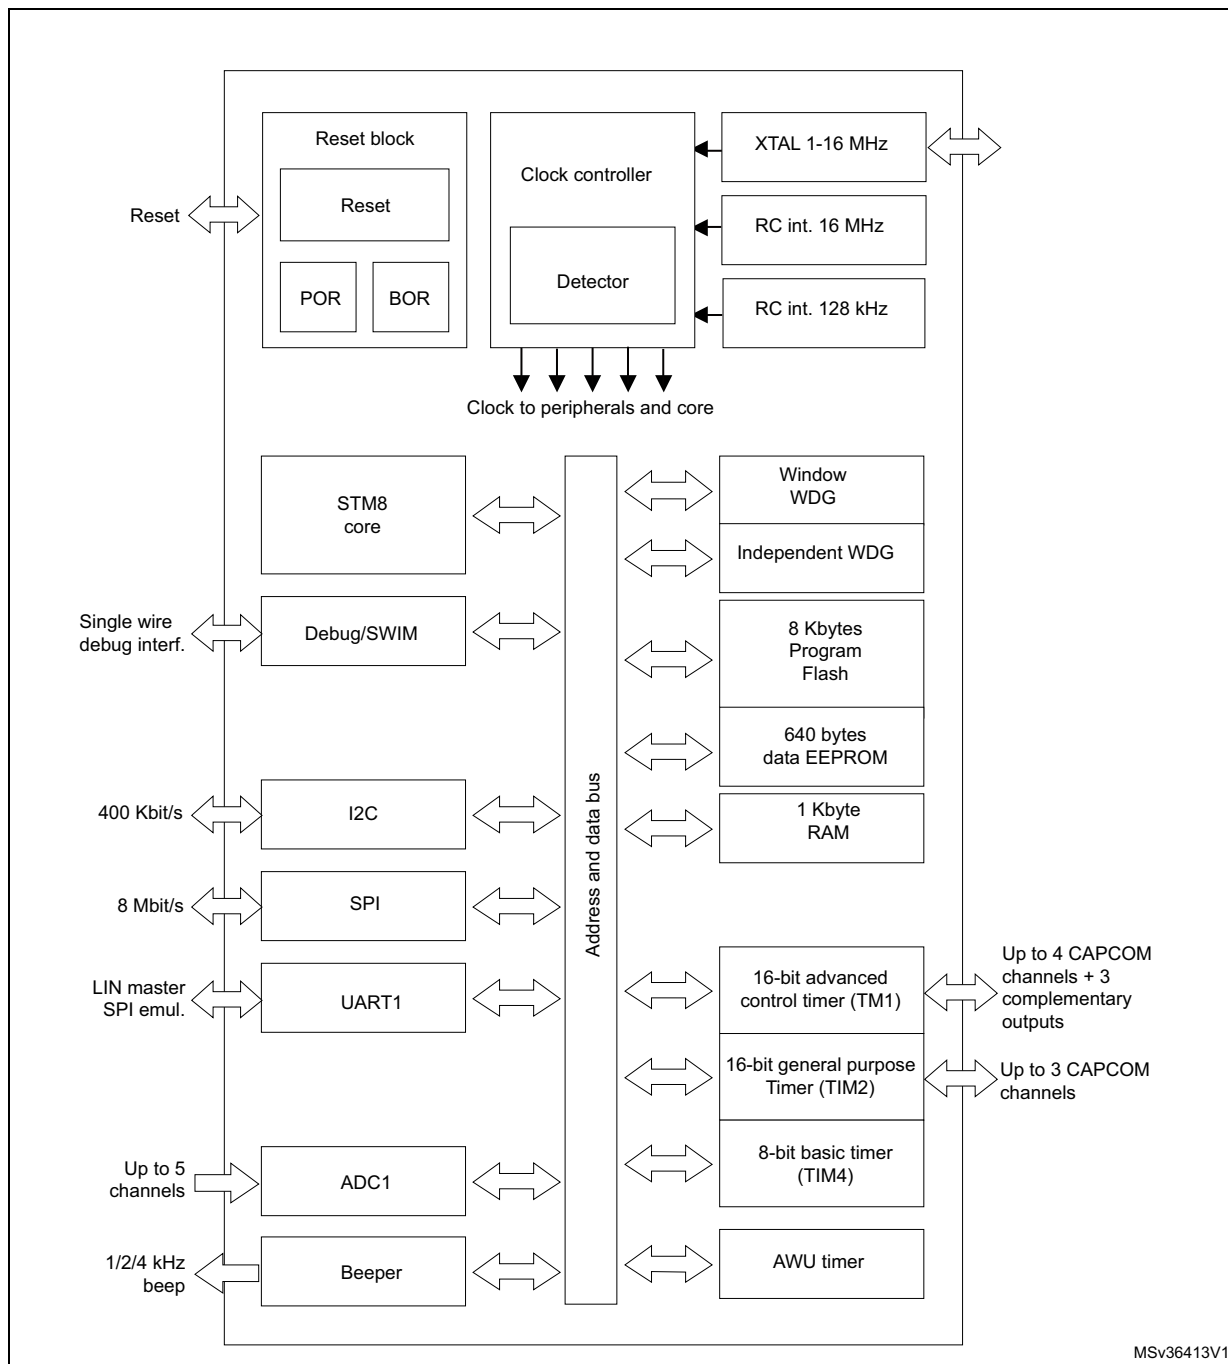 Reset block
Reset
POR
BOR
Reset
Clock controller
Detector
XTAL 1-16 MHz
RC int. 16 MHz
RC int. 128 kHz
Clock to peripherals and core
STM8
core
Single wire
debug interf.
Debug/SWIM
400 Kbit/s
I2C
8 Mbit/s
SPI
LIN master
SPI emul.
UART1
Up to 5
channels
ADC1
1/2/4 kHz
beep
Beeper
Address and data bus
Window
WDG
Independent WDG
8 Kbytes
Program
Flash
640 bytes
data EEPROM
1 Kbyte
RAM
16-bit advanced
control timer (TM1)
Up to 4 CAPCOM
channels + 3
complementary
outputs
16-bit general purpose
Timer (TIM2)
Up to 3 CAPCOM
channels
8-bit basic timer
(TIM4)
AWU timer
MSv36413V1